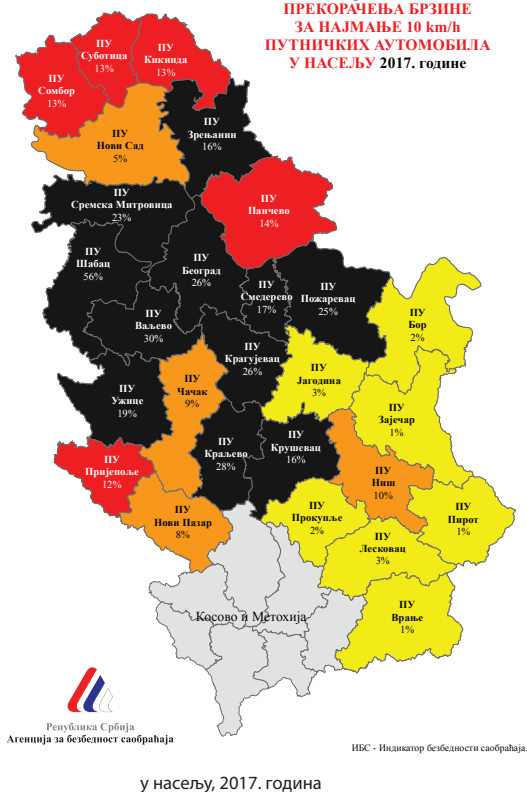 ПРЕКОРАЧЕЊА БРЗИНЕ
ЗА НАЈМАЊЕ 10 km/h
ПУТНИЧКИХ АУТОМОБИЛА
У НАСЕЉУ 2017. године
ПУ
Суботица
13%
ПУ
Кикинда
13%
ПУ
Сомбор
13%
ПУ
Нови Сад
5%
ПУ
Зрењанин
16%
ПУ
Сремска Митровица
23%
ПУ
Панчево
14%
ПУ
Шабац
56%
ПУ
Београд
26%
ПУ
Смедерево
17%
ПУ
Пожаревац
25%
ПУ
Бор
2%
ПУ
Ваљево
30%
ПУ
Крагујевац
26%
ПУ
Јагодина
3%
ПУ
Ужице
19%
ПУ
Чачак
9%
ПУ
Зајечар
1%
ПУ
Краљево
28%
ПУ
Крушевац
16%
ПУ
Пријепоље
12%
ПУ
Ниш
10%
ПУ
Нови Пазар
8%
ПУ
Прокупље
2%
ПУ
Пирот
1%
ПУ
Лесковац
3%
ПУ
Врање
1%
Косово и Метохија
Република Србија
Агенција за безбедност саобраћаја
ИБС - Индикатор безбедности саобраћаја.
у насељу, 2017. година